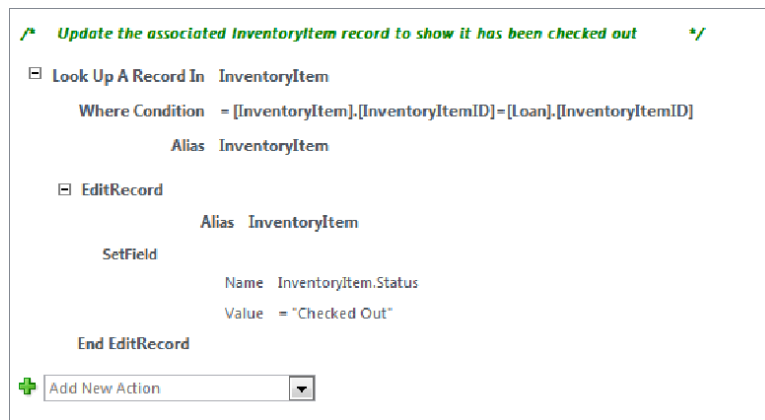 /* Update the associated InventoryItem record to show it has been checked out */
Look Up A Record In InventoryItem
Where Condition = [InventoryItem].[InventoryItemID]=[Loan].[InventoryItemID]
Alias InventoryItem
EditRecord
Alias InventoryItem
SetField
Name InventoryItem.Status
Value = "Checked Out"
End EditRecord
Add New Action